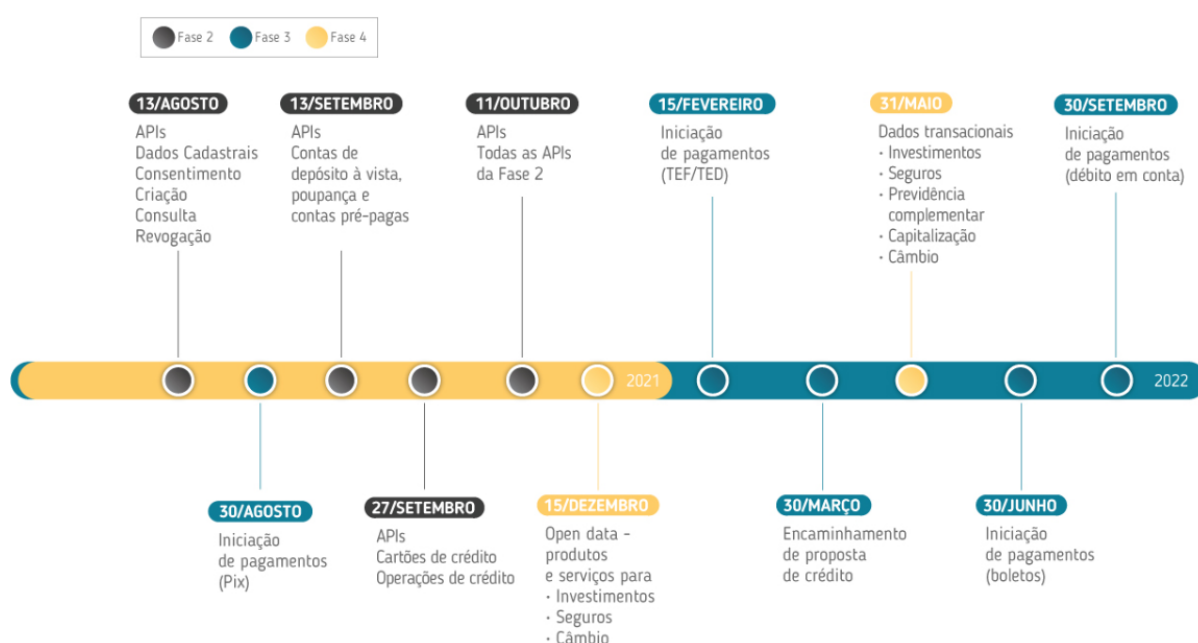 Fase 2
Fase 3
Fase 4
13/AGOSTO
APIs
Dados Cadastrais
Consentimento
Criação
Consulta
Revogação
13/SETEMBRO
APIs
Contas de
depósito à vista,
poupança e
contas pré-pagas
11/OUTUBRO
APIs
Todas as APIs
da Fase 2
15/FEVEREIRO
Iniciação
de pagamentos
(TEF/TED)
31/MAIO
Dados transacionais
· Investimentos
· Seguros
· Previdência
complementar
· Capitalização
· Câmbio
30/SETEMBRO
Iniciação
de pagamentos
(débito em conta)
2021
2022
30/AGOSTO
Iniciação
de pagamentos
(Pix)
27/SETEMBRO
APIs
Cartões de crédito
Operações de crédito
15/DEZEMBRO
Open data –
produtos
e serviços para
· Investimentos
· Seguros
· Câmbio
30/MARÇO
Encaminhamento
de proposta
de crédito
30/JUNHO
Iniciação
de pagamentos
(boletos)